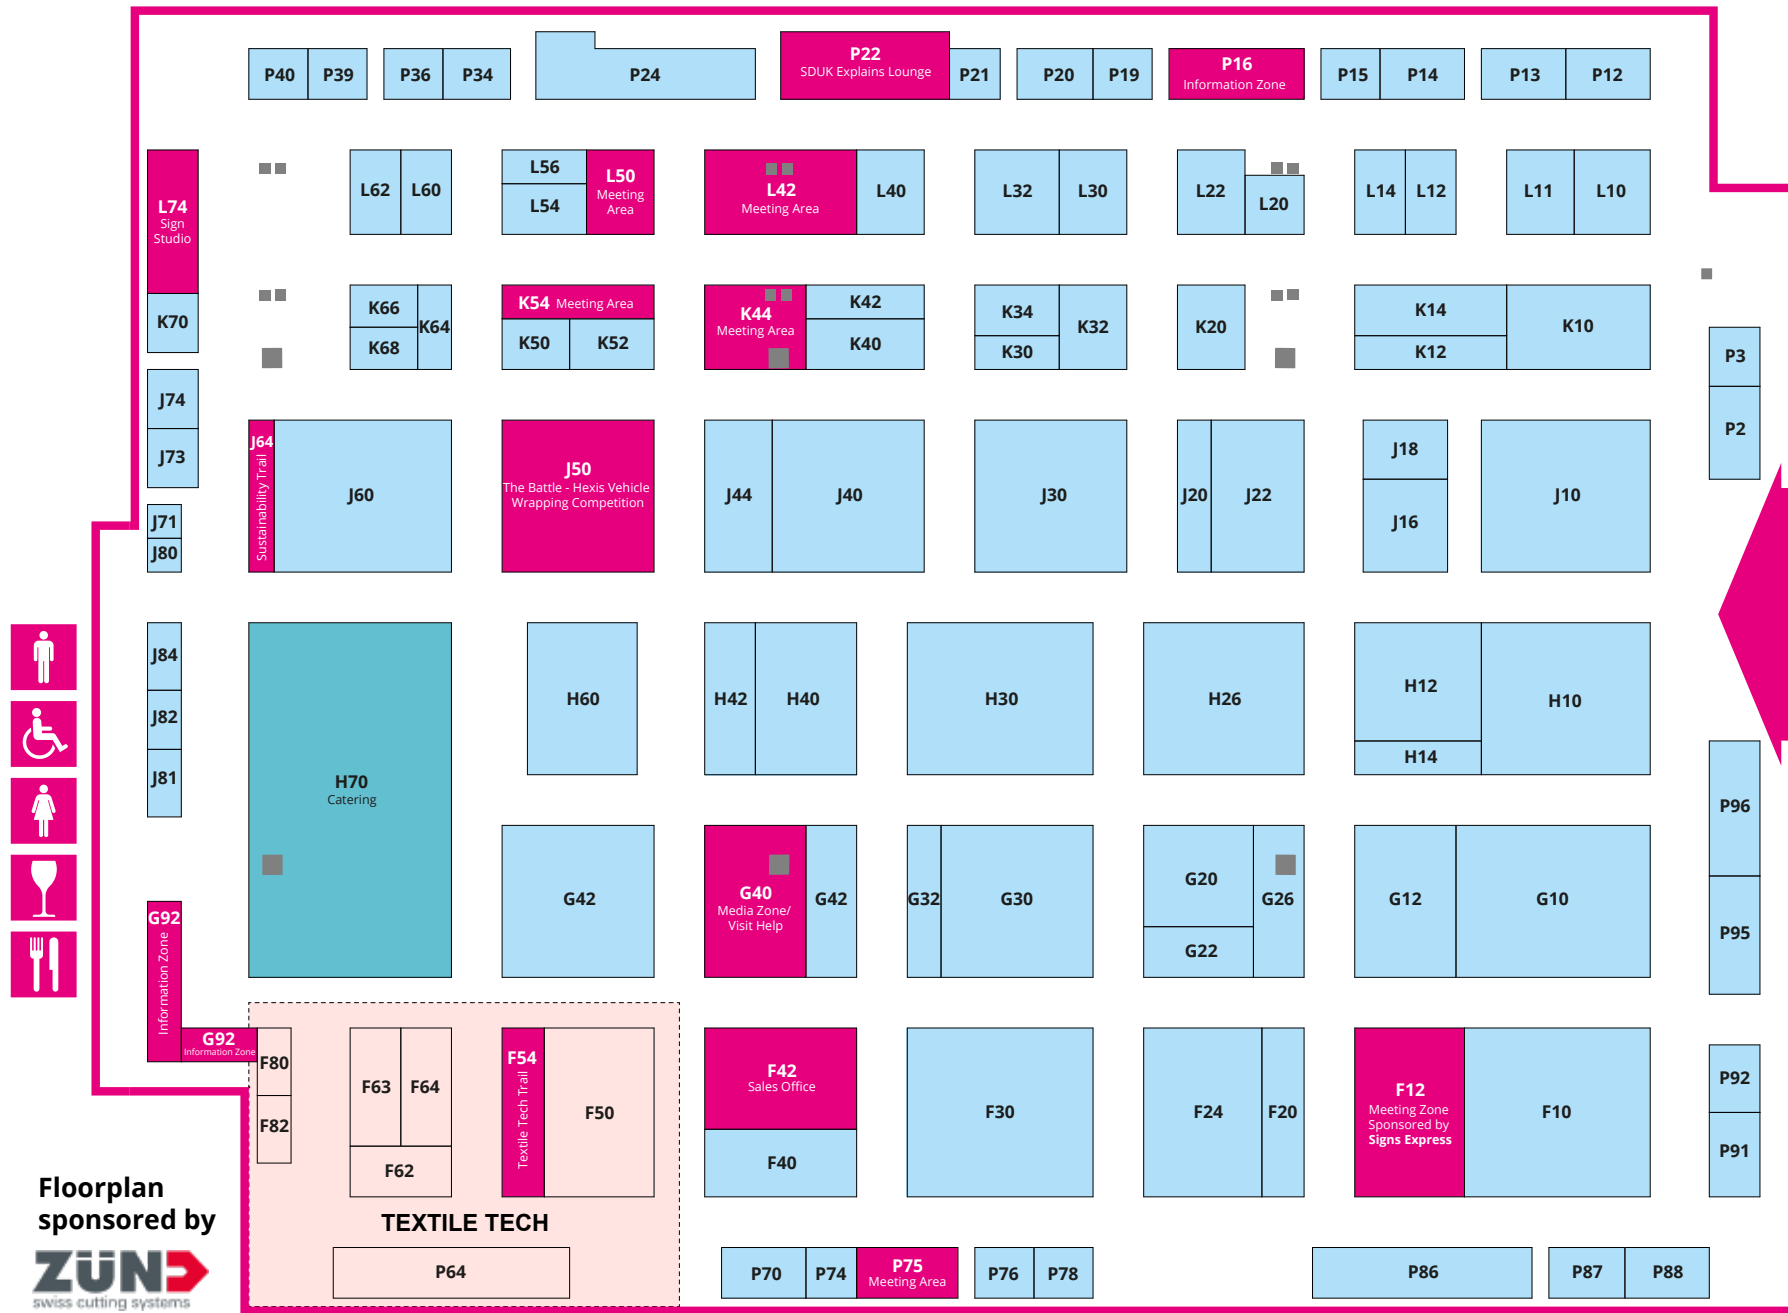 P40 P39 P36 P34 P24 P22 P21 P20 P19 P16 P15 P14 P13 P12
SDUK Explains Lounge
Information Zone
L74
Sign
Studio
L62 L60 L56
L54
L50
Meeting
Area
L42
Meeting Area
L40 L32 L30 L22 L20 L14 L12 L11 L10
K70
K66
K68
K64
K54 Meeting Area
K50 K52
K44
Meeting Area
K42
K40
K34
K30
K32
K20
K14
K12
K10
P3
P2
J74
J73
J71
J80
J64
Sustainability Trail
J60
J50
The Battle - Hexis Vehicle
Wrapping Competition
J44 J40 J30 J20 J22
J18
J16
J10
J84
J82
J81
H70
Catering
H60 H42 H40 H30 H26
H12
H14
H10
P96
P95
G92
Information Zone
G92
Information Zone
G42
G40
Media Zone/
Visit Help
G42 G32 G30
G20
G22
G26
G12 G10
F80
F82
F63 F64
F62
F54
Textile Tech Trail
F50
F42
Sales Office
F40
F30 F24 F20
F12
Meeting Zone
Sponsored by
Signs Express
F10
P92
P91
TEXTILE TECH
P64
P70 P74
P75
Meeting Area
P76 P78 P86 P87 P88
Floorplan
sponsored by
ZÜND
swiss cutting systems